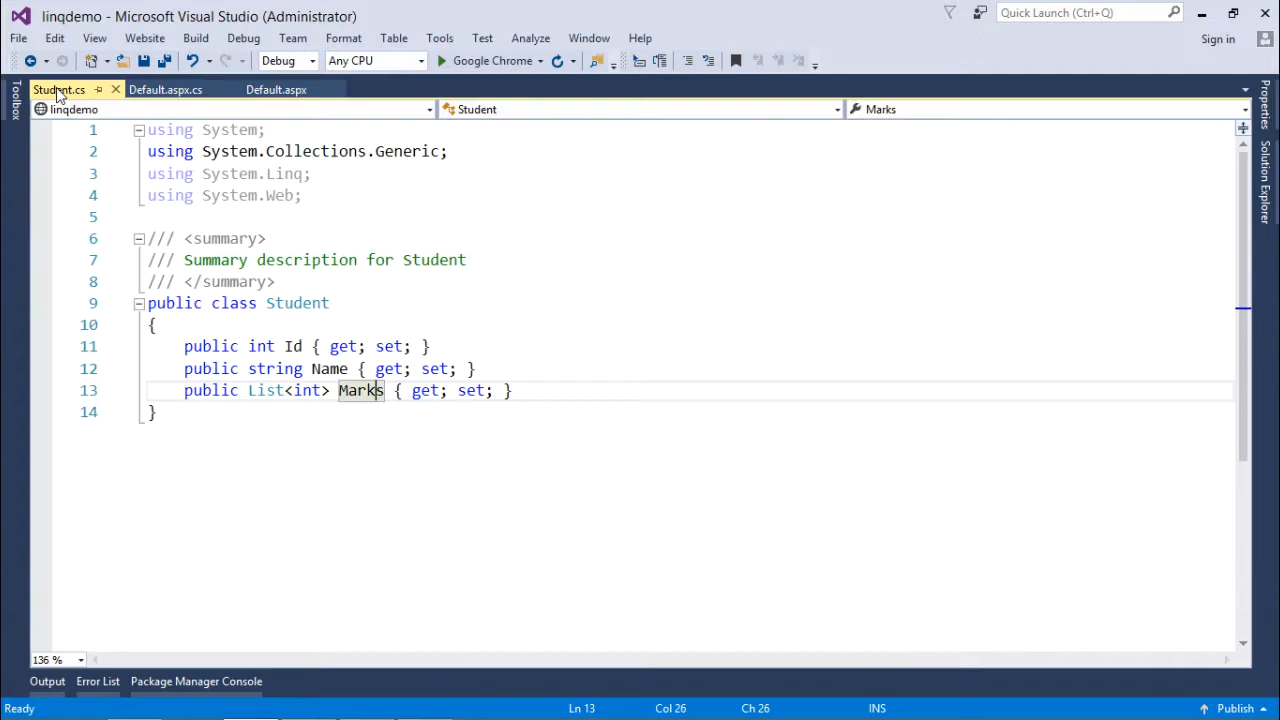 linqdemo - Microsoft Visual Studio (Administrator)
Quick Launch (Ctrl+Q)
File Edit View Website Build Debug Team Format Table Tools Test Analyze Window Help
Sign in
Debug Any CPU Google Chrome
Student.cs Default.aspx.cs Default.aspx
linqdemo Student Marks
Toolbox
Properties
Solution Explorer
1 using System;
2 using System.Collections.Generic;
3 using System.Linq;
4 using System.Web;
5
6 /// <summary>
7 /// Summary description for Student
8 /// </summary>
9 public class Student
10 {
11 public int Id { get; set; }
12 public string Name { get; set; }
13 public List<int> Marks { get; set; }
14 }
136 %
Output Error List Package Manager Console
Ready Ln 13 Col 26 Ch 26 INS Publish